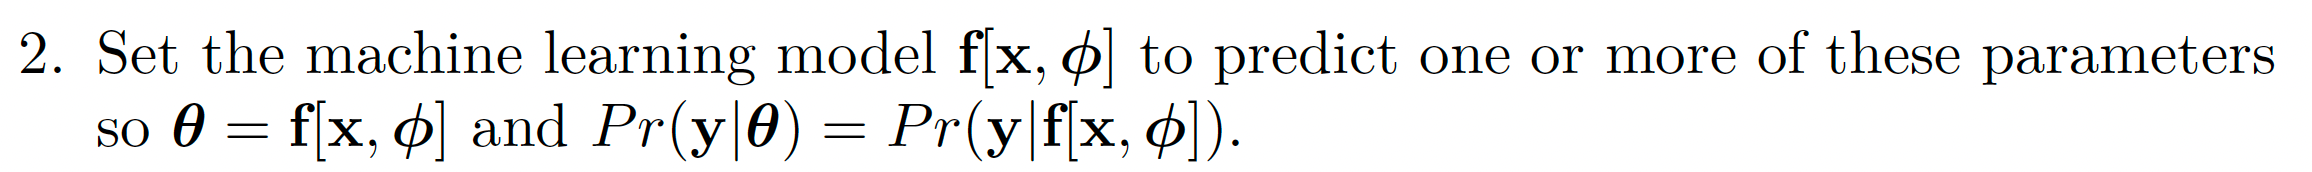 2. Set the machine learning model f[x, ϕ] to predict one or more of these parameters
so θ = f[x, ϕ] and Pr(y|θ) = Pr(y|f[x, ϕ]).